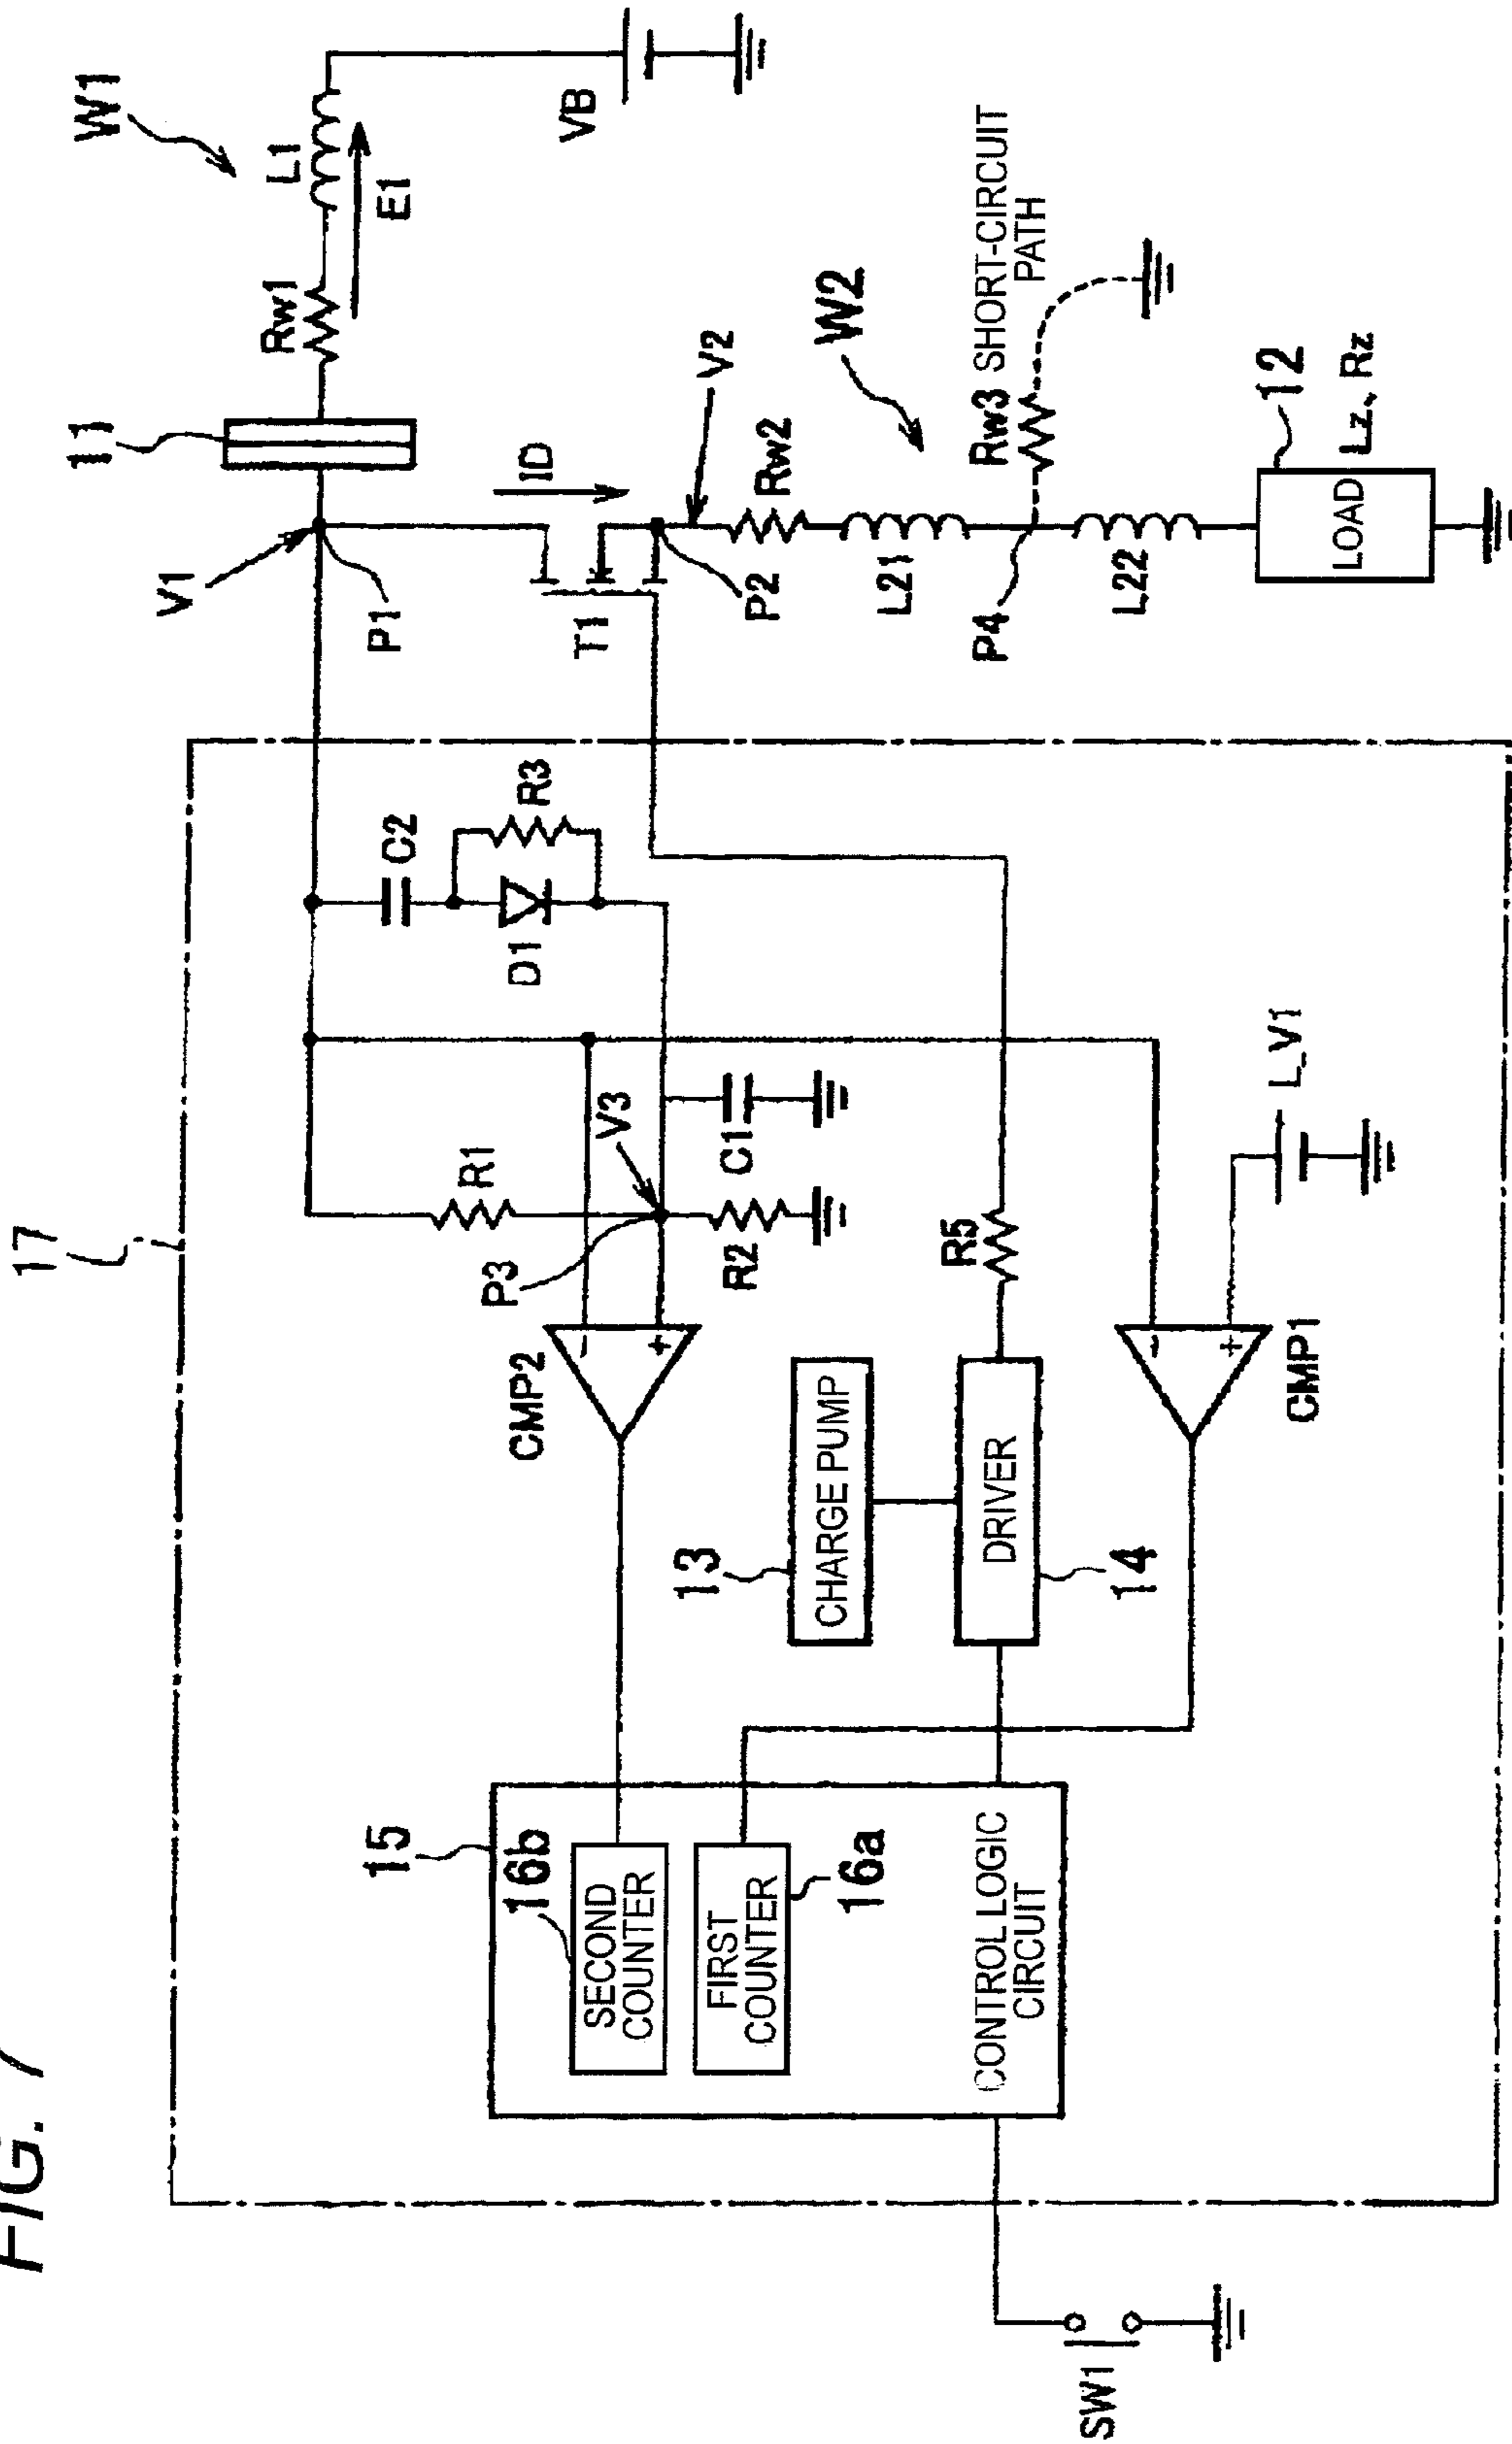 FIG. 7
17
W1
11
Rw1
L1
E1
VB
V1
P1
ID
T1
P2
V2
Rw2
W2
L21
P4
Rw3
SHORT-CIRCUIT
PATH
L22
12
LOAD
Lz, Rz
C2
R3
D1
R1
V3
P3
C1
R2
CMP2
R5
L_V1
CMP1
13
CHARGE PUMP
DRIVER
14
15
16b
SECOND
COUNTER
FIRST
COUNTER
16a
CONTROL LOGIC
CIRCUIT
SW1
- +
- +